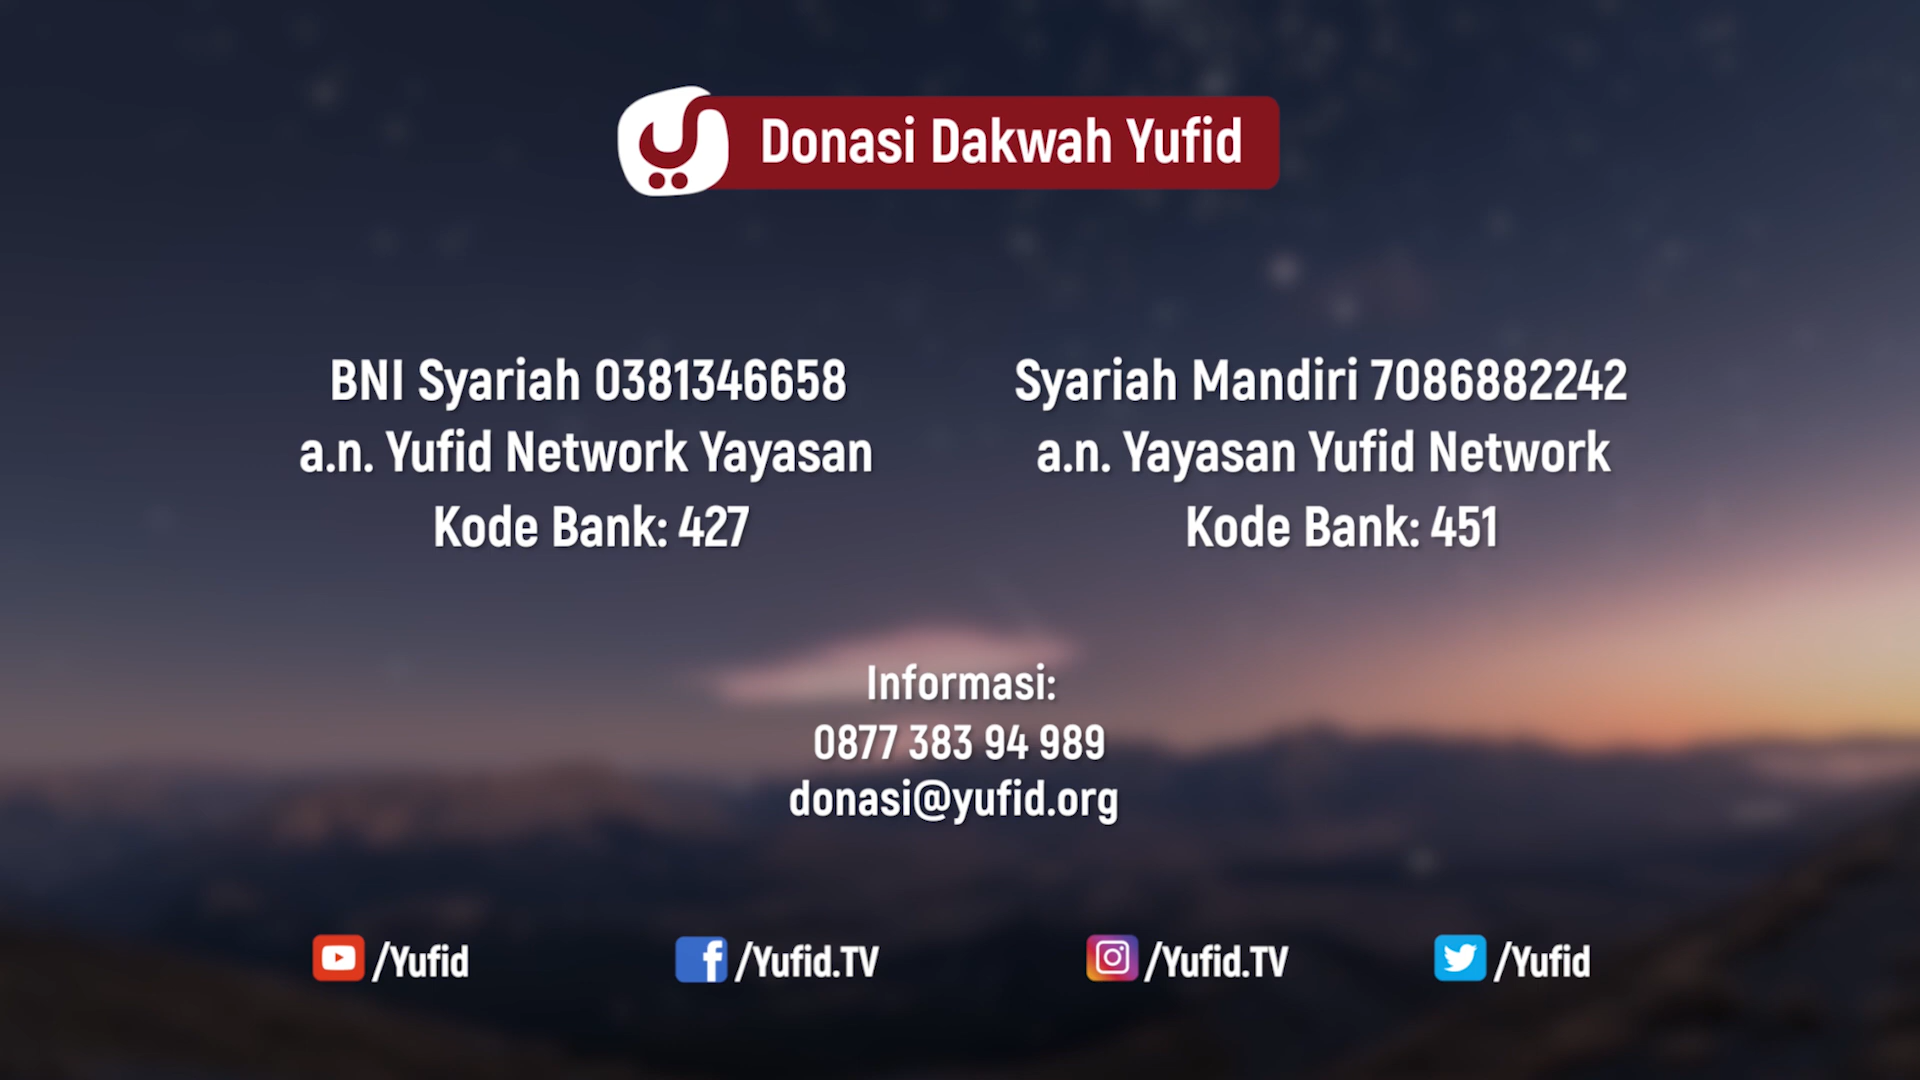 Donasi Dakwah Yufid
BNI Syariah 0381346658
a.n. Yufid Network Yayasan
Kode Bank: 427
Syariah Mandiri 7086882242
a.n. Yayasan Yufid Network
Kode Bank: 451
Informasi:
0877 383 94 989
donasi@yufid.org
/Yufid
/Yufid.TV
/Yufid.TV
/Yufid